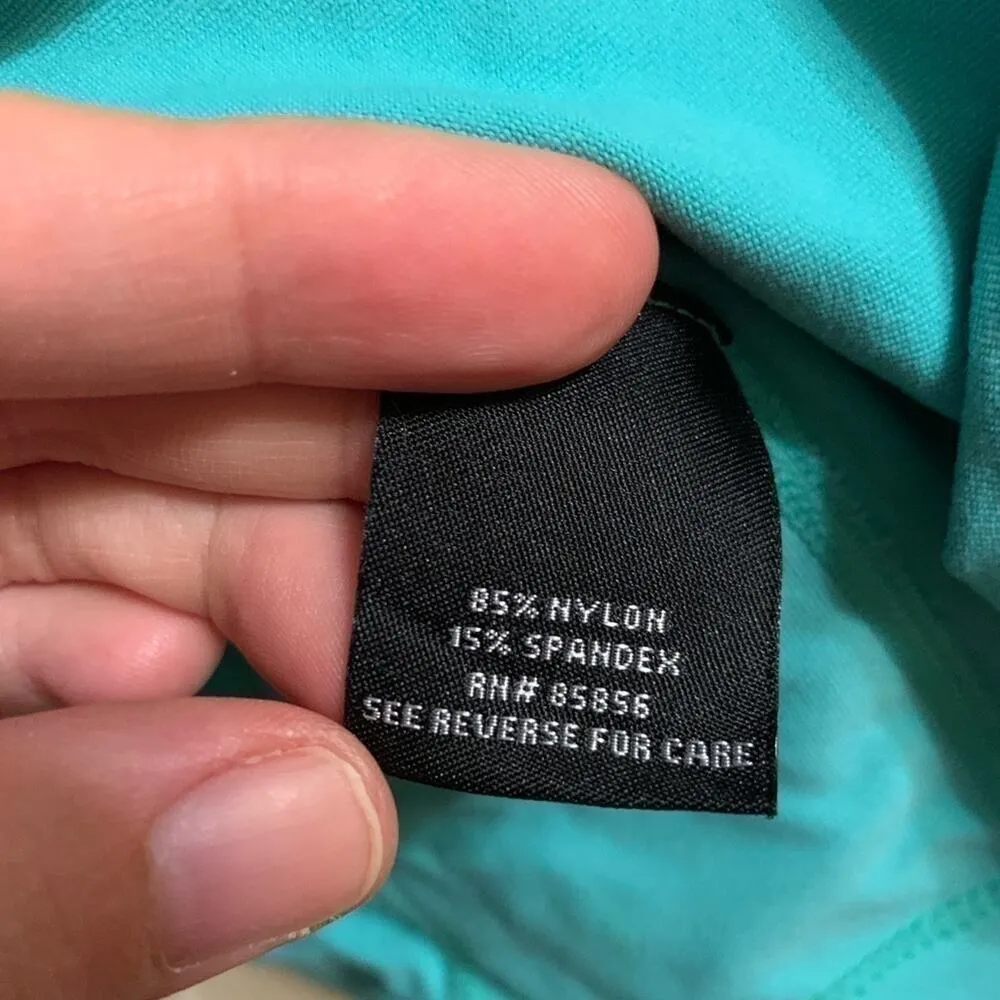 85% NYLON
15% SPANDEX
RN# 85856
SEE REVERSE FOR CARE